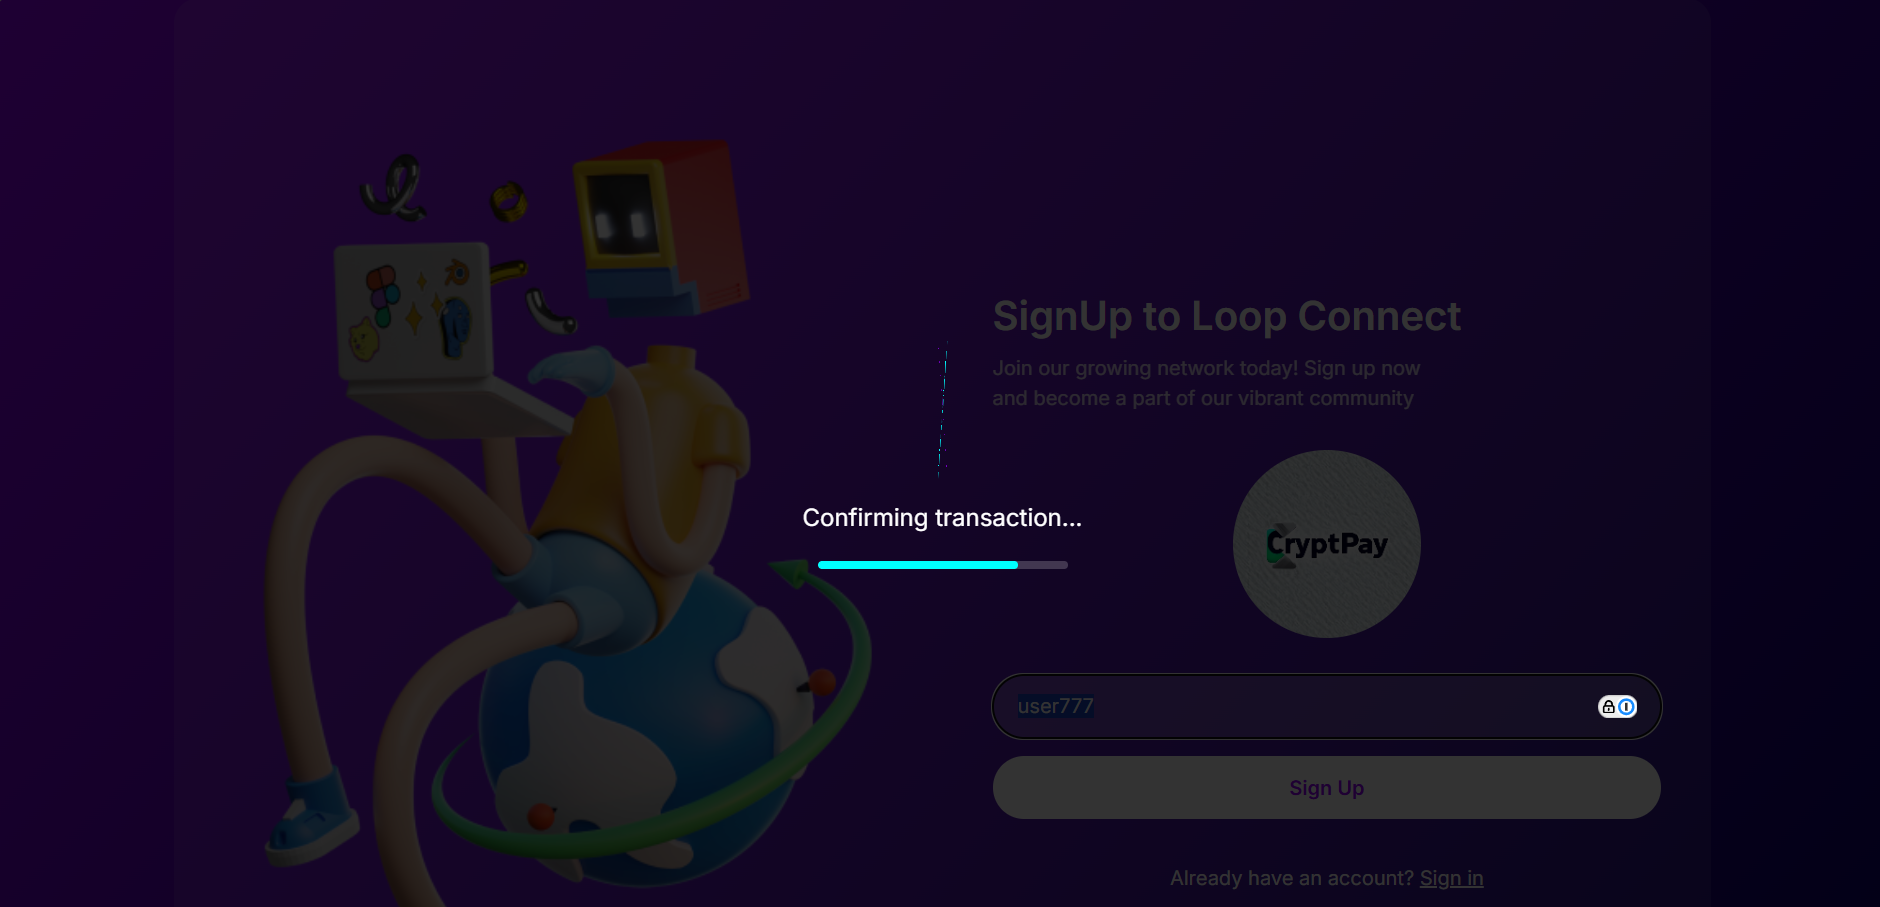 SignUp to Loop Connect
Join our growing network today! Sign up now
and become a part of our vibrant community
CryptPay
Confirming transaction...
user777
Sign Up
Already have an account? Sign in